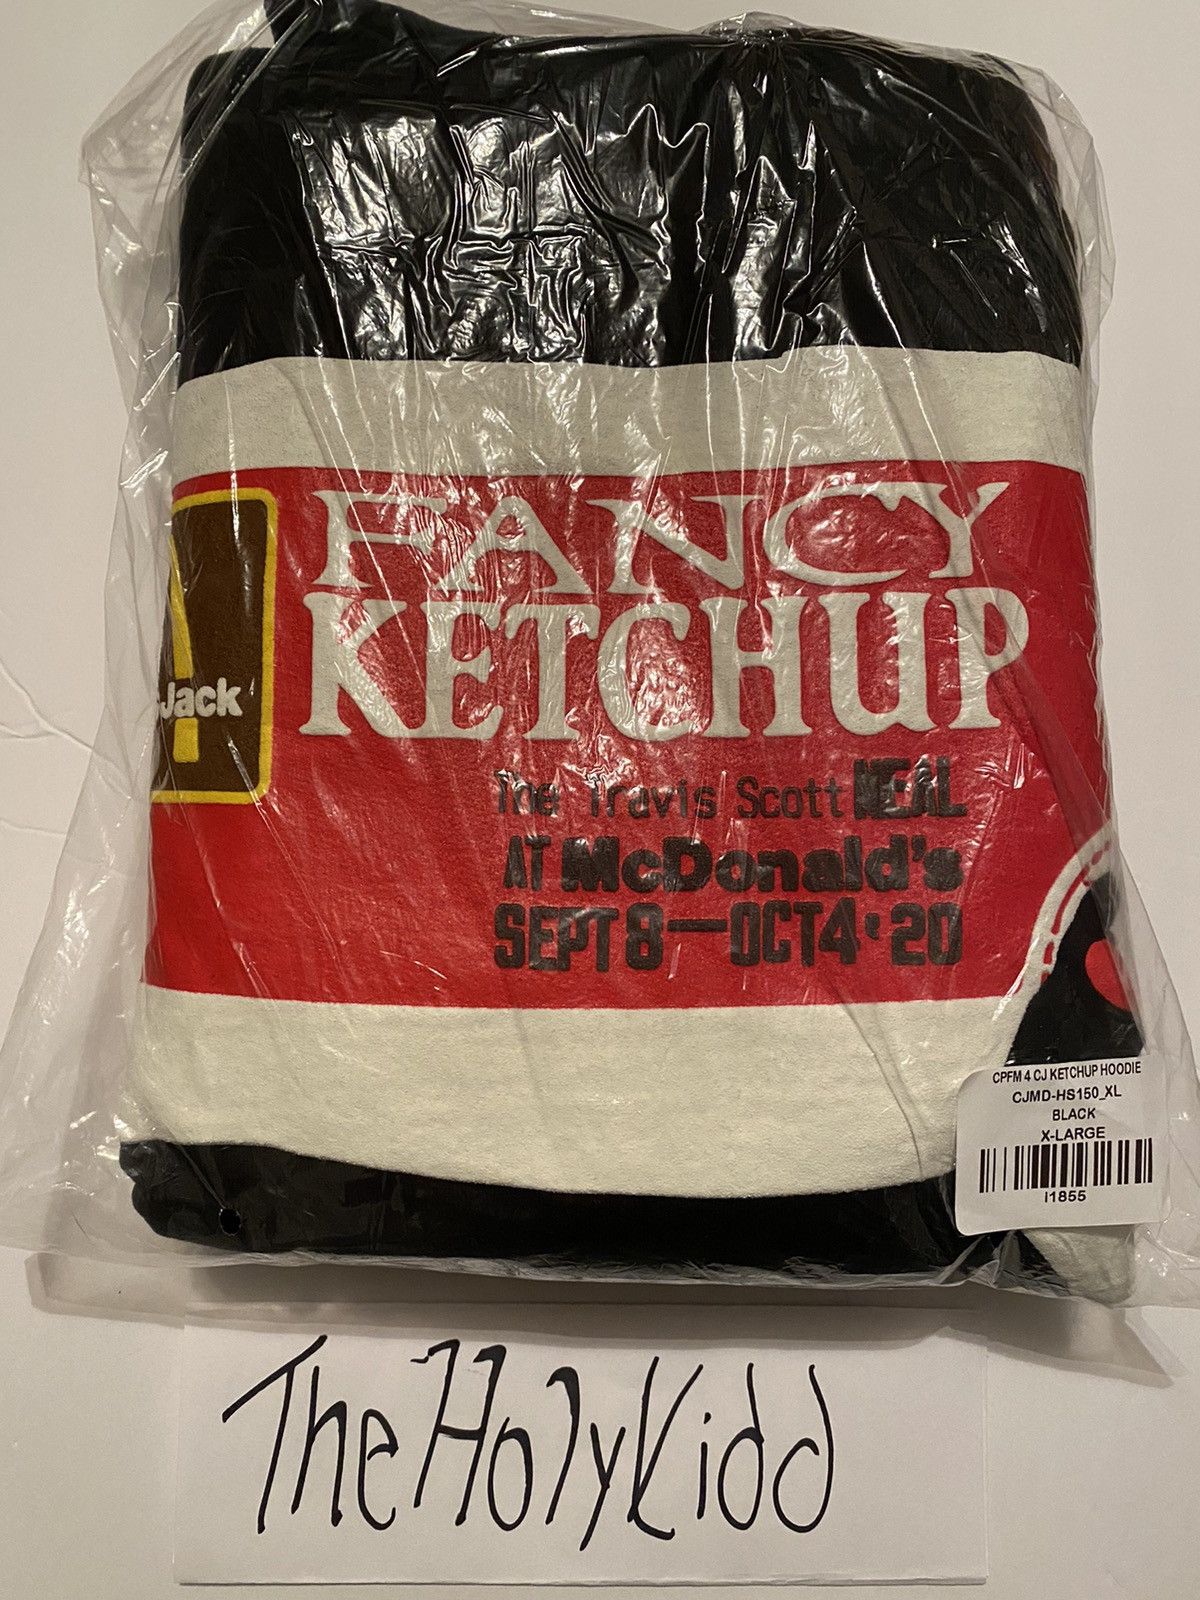 FANCY
KETCHUP
Jack
The Travis Scott MEAL
AT McDonald's
SEPT 8—OCT 4·20
CPFM 4 CJ KETCHUP HOODIE
CJMD-HS150_XL
BLACK
X-LARGE
I1855
TheHolyKidd